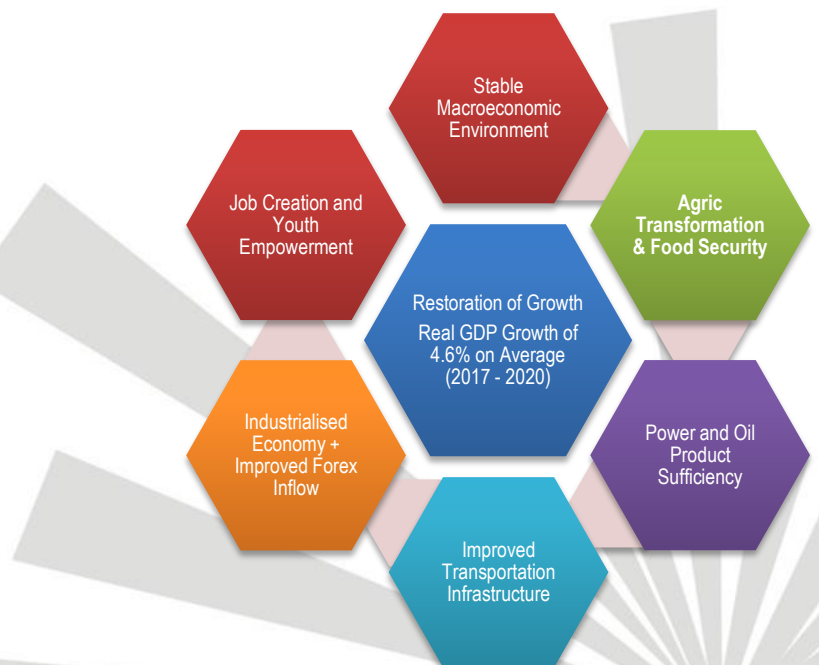 Stable
Macroeconomic
Environment
Agric
Transformation
& Food Security
Power and Oil
Product
Sufficiency
Improved
Transportation
Infrastructure
Industrialised
Economy +
Improved Forex
Inflow
Job Creation and
Youth
Empowerment
Restoration of Growth
Real GDP Growth of
4.6% on Average
(2017 - 2020)